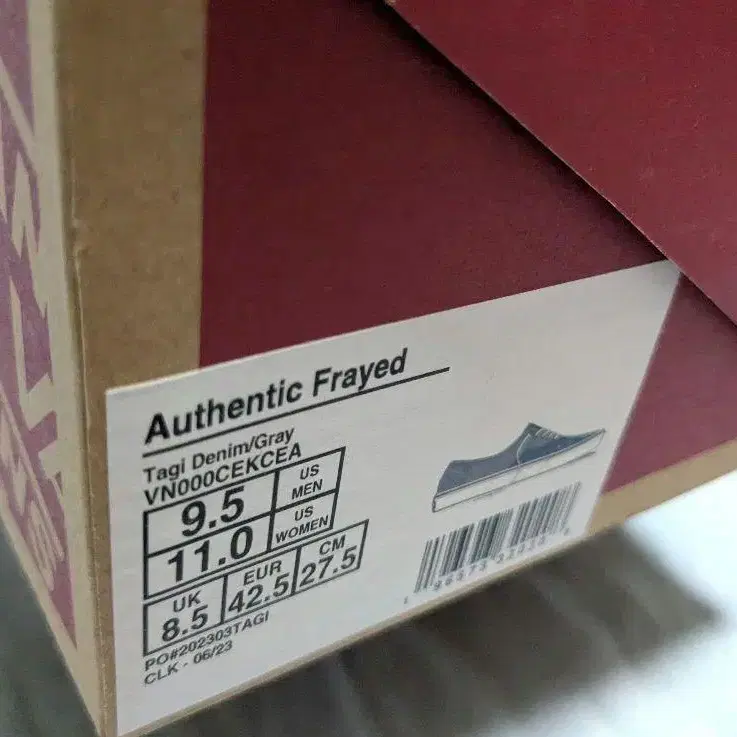 Authentic Frayed
Tagi Denim/Gray
VN000CEKCEA
9.5 US MEN
11.0 US WOMEN
UK 8.5 EUR 42.5 CM 27.5
PO#202303TAGI
CLK - 06/23